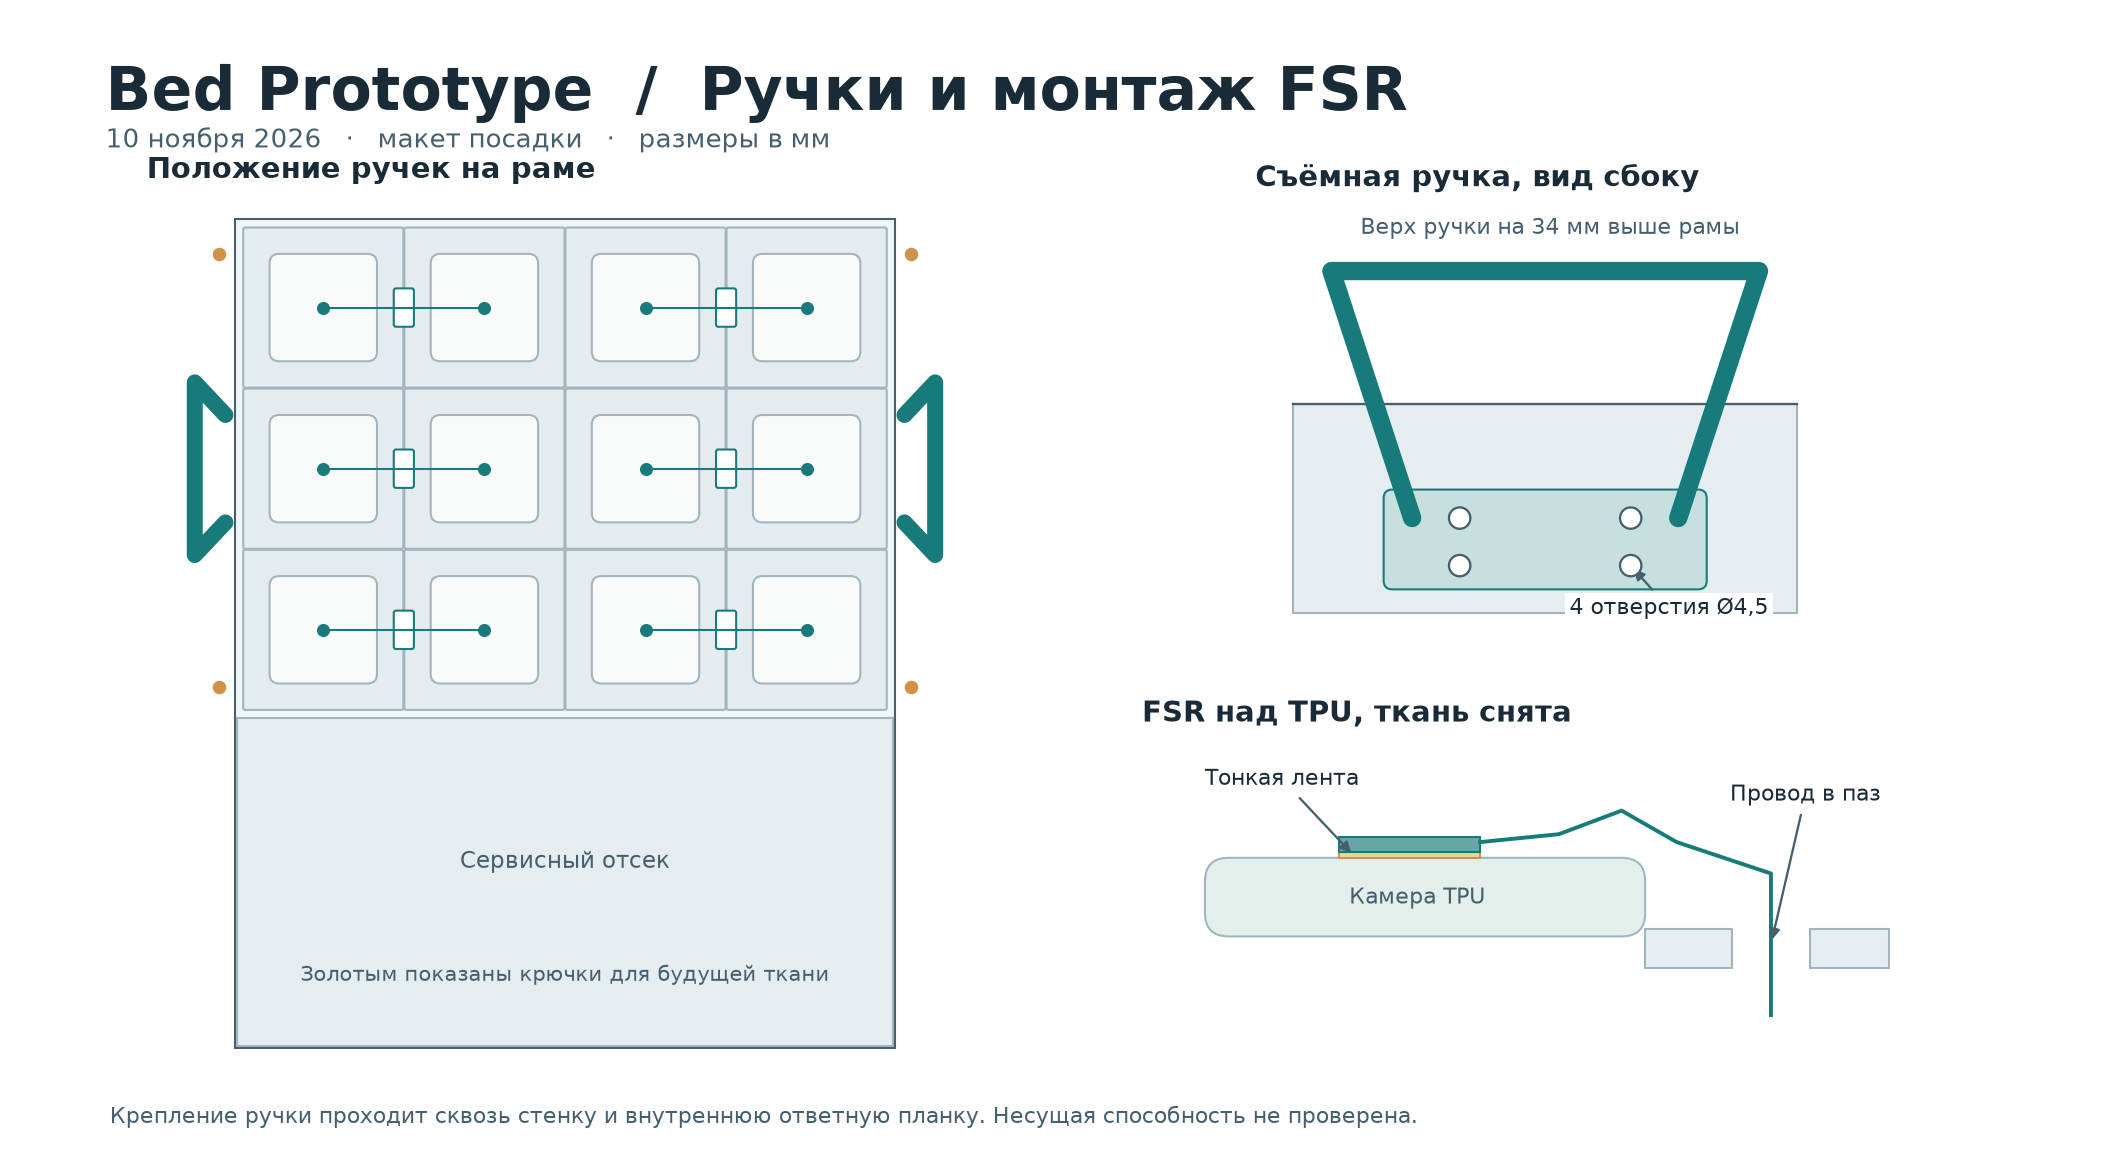 Bed Prototype / Ручки и монтаж FSR
10 ноября 2026 · макет посадки · размеры в мм
Положение ручек на раме
Сервисный отсек
Золотым показаны крючки для будущей ткани
Съёмная ручка, вид сбоку
Верх ручки на 34 мм выше рамы
4 отверстия Ø4,5
FSR над TPU, ткань снята
Тонкая лента
Провод в паз
Камера TPU
Крепление ручки проходит сквозь стенку и внутреннюю ответную планку. Несущая способность не проверена.